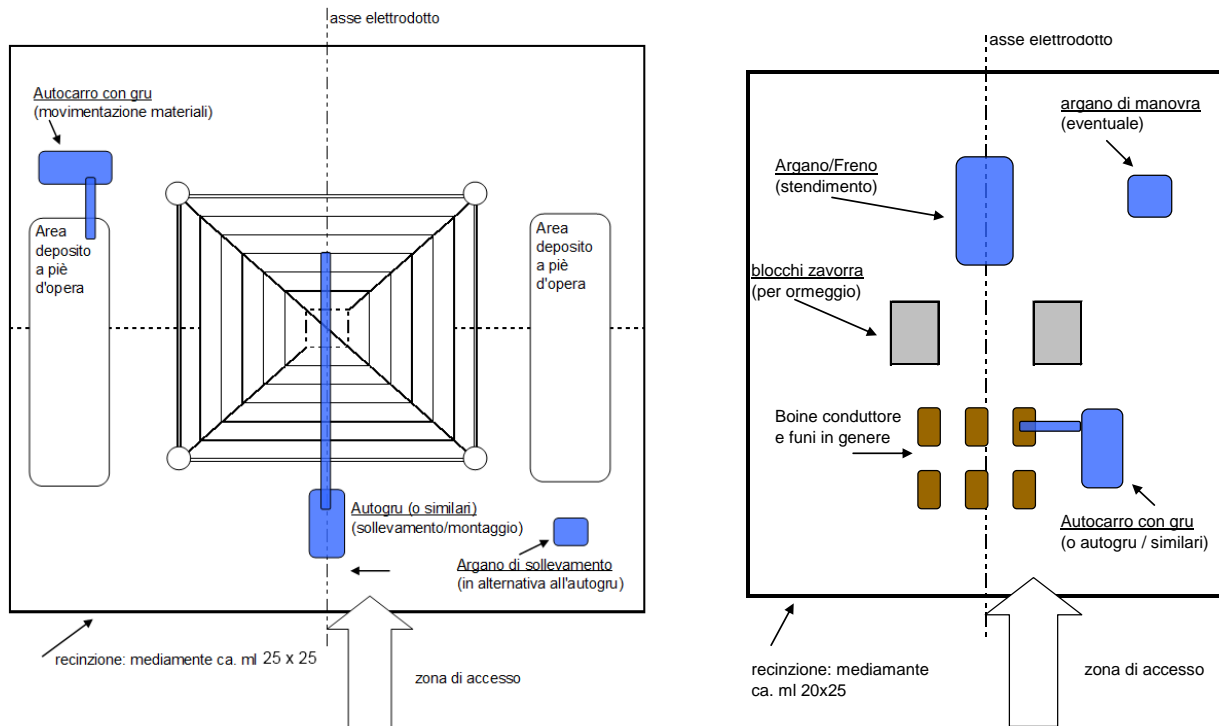 asse elettrodotto
Autocarro con gru
(movimentazione materiali)
Area
deposito
a piè
d'opera
Area
deposito
a piè
d'opera
Autogru (o similari)
(sollevamento/montaggio)
Argano di sollevamento
(in alternativa all'autogru)
recinzione: mediamente ca. ml 25 x 25
zona di accesso
asse elettrodotto
argano di manovra
(eventuale)
Argano/Freno
(stendimento)
blocchi zavorra
(per ormeggio)
Boine conduttore
e funi in genere
Autocarro con gru
(o autogru / similari)
recinzione: mediamante
ca. ml 20x25
zona di accesso